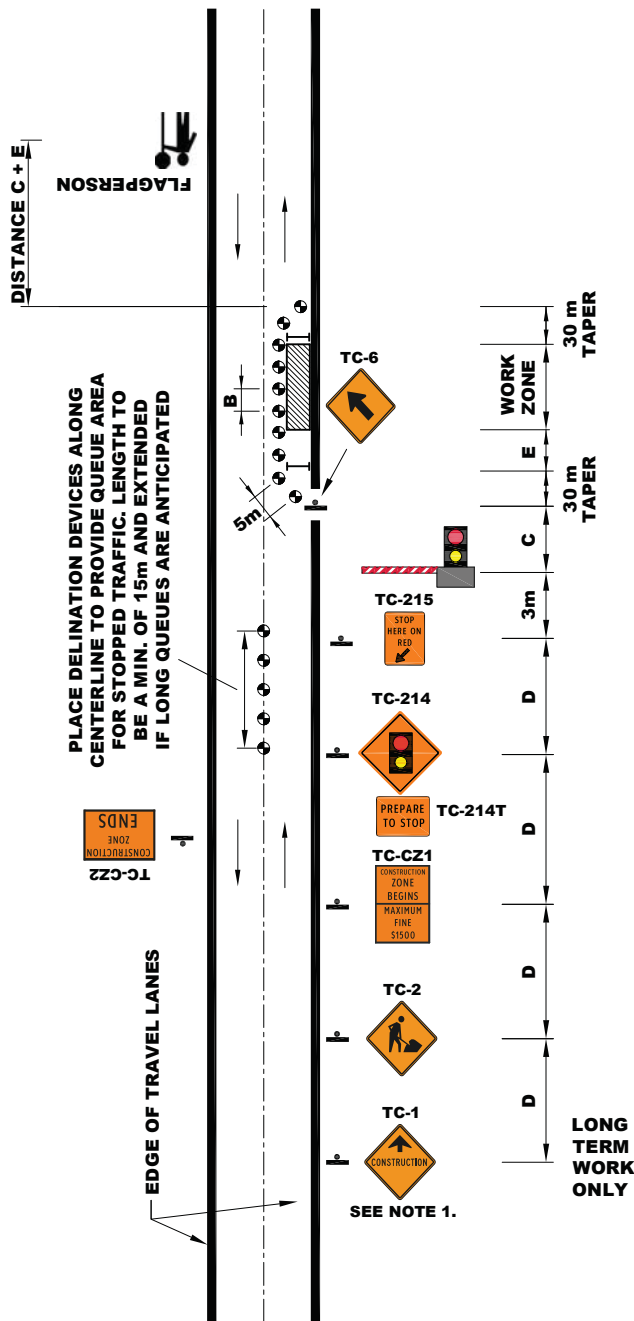 DISTANCE C + E
FLAGPERSON
PLACE DELINATION DEVICES ALONG
CENTERLINE TO PROVIDE QUEUE AREA
FOR STOPPED TRAFFIC. LENGTH TO
BE A MIN. OF 15m AND EXTENDED
IF LONG QUEUES ARE ANTICIPATED
B
5m
TC-6
30 m
TAPER
WORK
ZONE
E
30 m
TAPER
C
3m
TC-215
STOP
HERE ON
RED
D
TC-214
PREPARE
TO STOP
TC-214T
D
CONSTRUCTION
ZONE
ENDS
TC-CZ2
TC-CZ1
CONSTRUCTION
ZONE
BEGINS
MAXIMUM
FINE
$1500
D
TC-2
D
EDGE OF TRAVEL LANES
TC-1
CONSTRUCTION
SEE NOTE 1.
LONG
TERM
WORK
ONLY